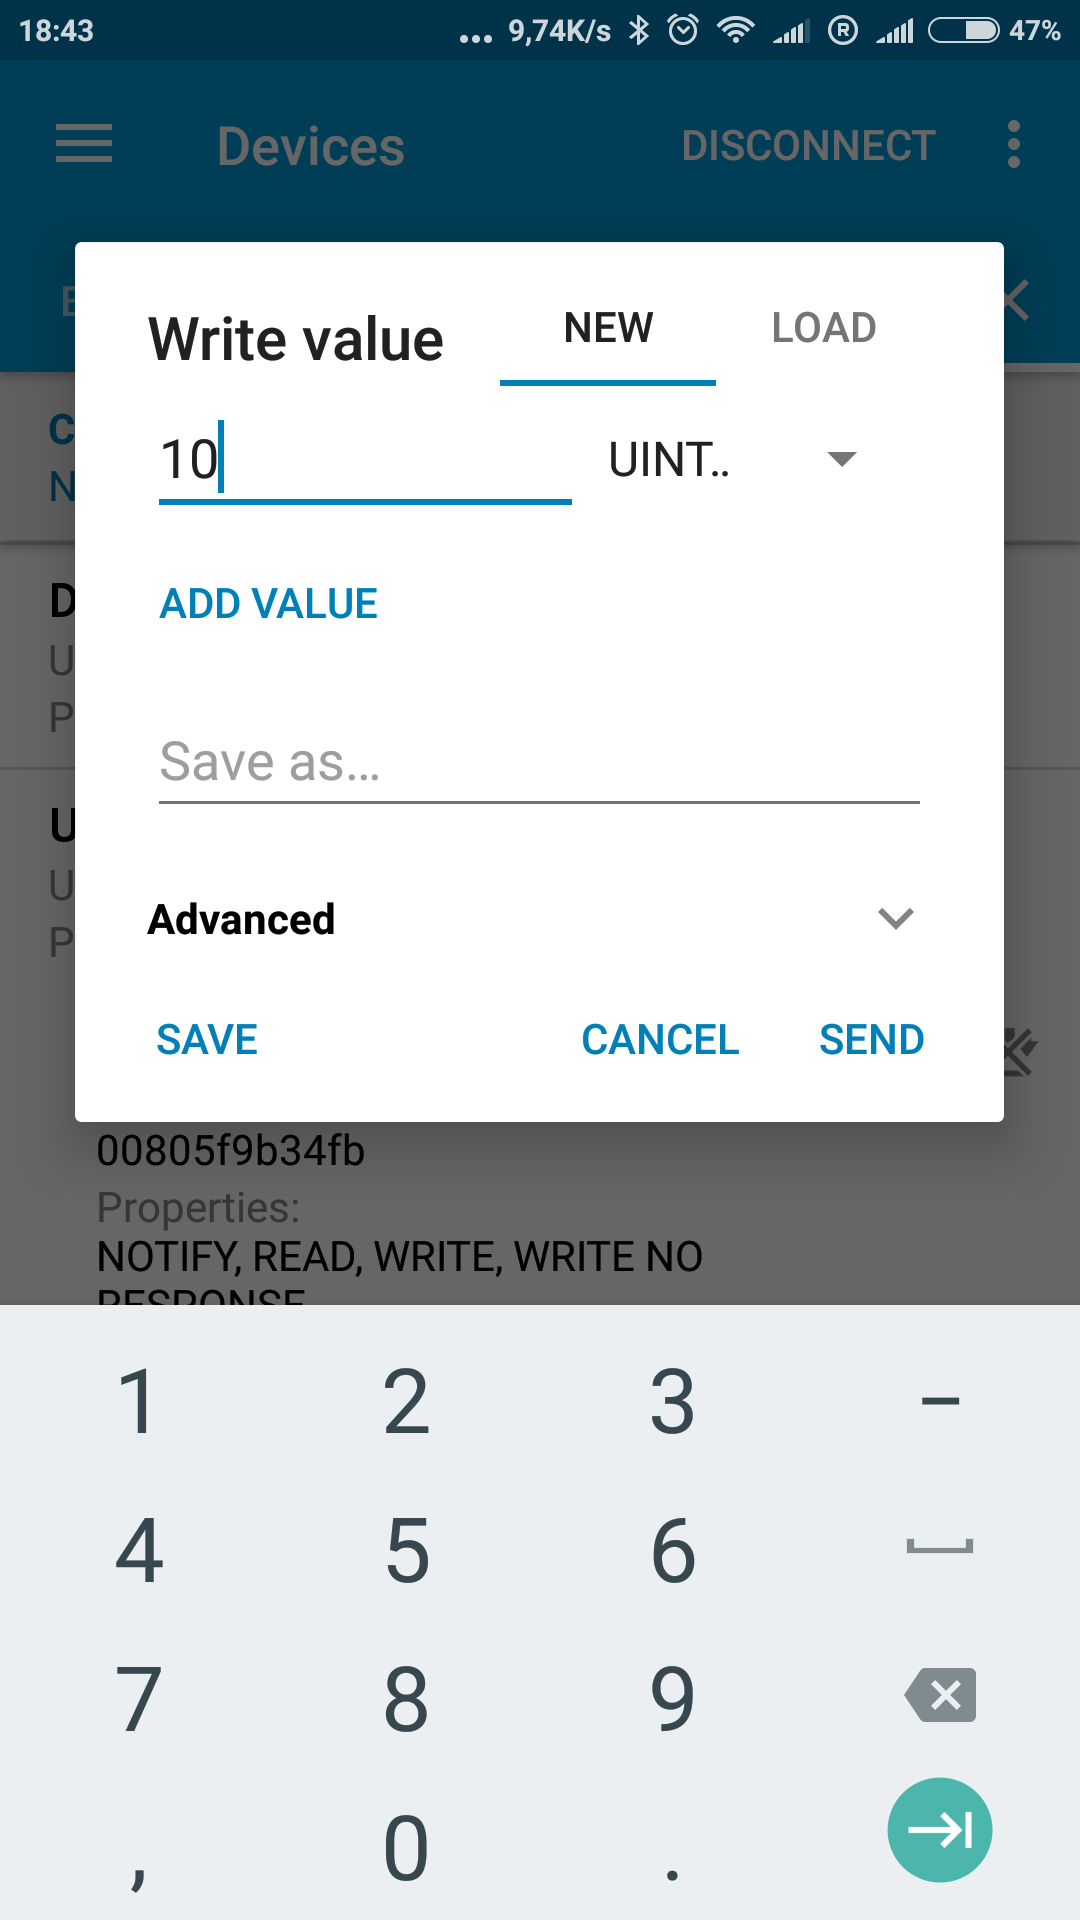 18:43 ... 9,74K/s R 47%
Devices DISCONNECT
Write value NEW LOAD
10 UINT..
ADD VALUE
Save as...
Advanced
SAVE CANCEL SEND
00805f9b34fb
Properties:
NOTIFY, READ, WRITE, WRITE NO
RESPONSE
1 2 3 –
4 5 6
7 8 9
, 0 .